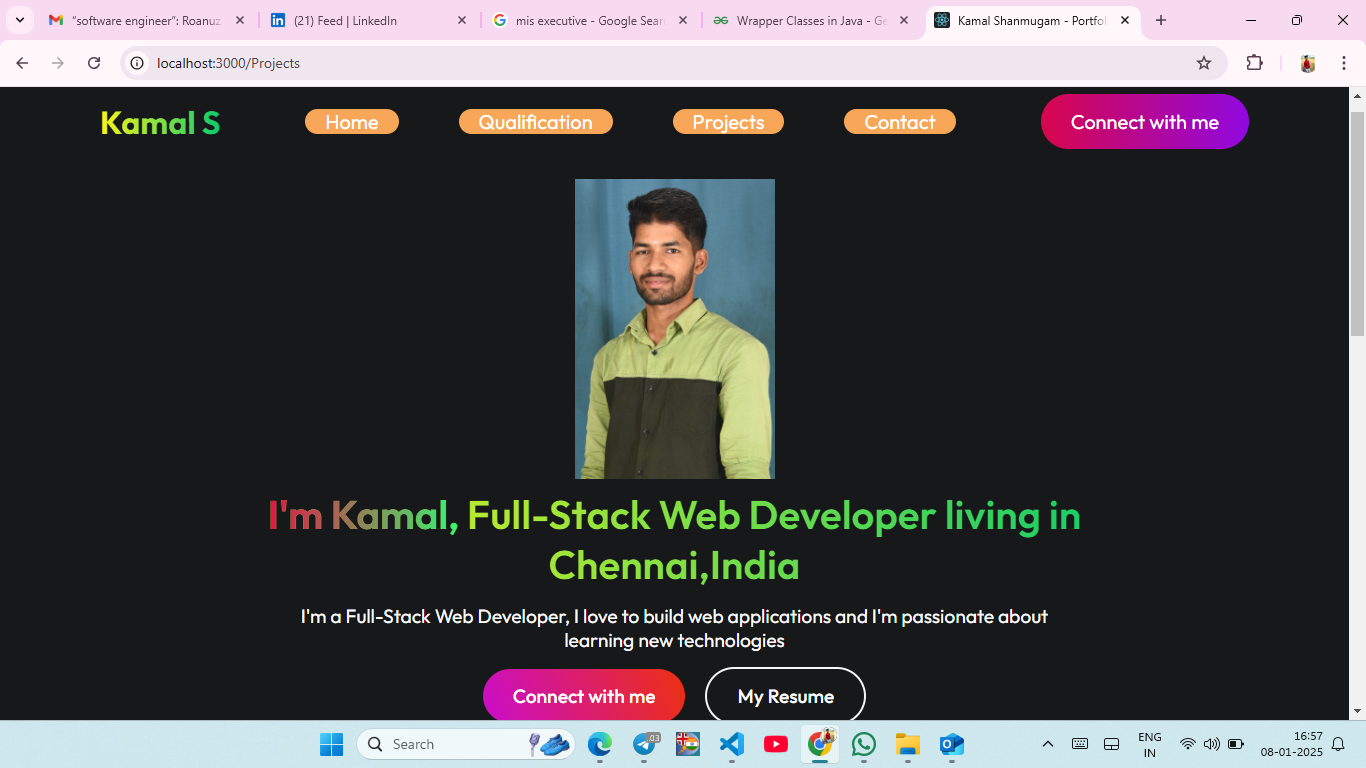 “software engineer”: Roanuz
(21) Feed | LinkedIn
mis executive - Google Sear
Wrapper Classes in Java - Ge
Kamal Shanmugam - Portfol
localhost:3000/Projects
Kamal S
Home
Qualification
Projects
Contact
Connect with me
I'm Kamal, Full-Stack Web Developer living in
Chennai,India
I'm a Full-Stack Web Developer, I love to build web applications and I'm passionate about
learning new technologies
Connect with me
My Resume
Search
.03
ENG
IN
16:57
08-01-2025